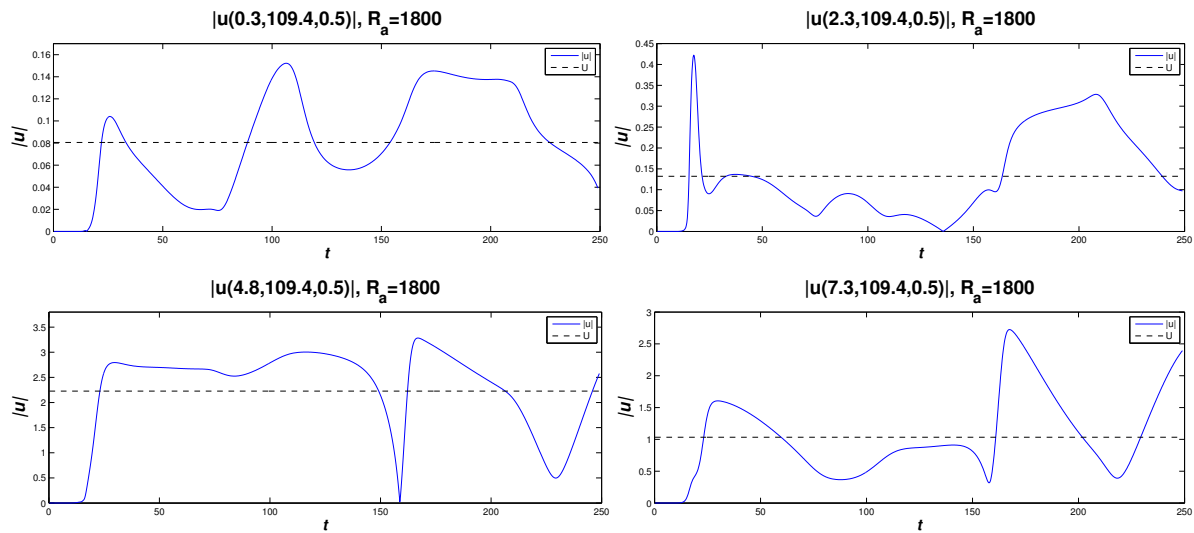 |u(0.3,109.4,0.5)|, R_a=1800
|u|
0.16
0.14
0.12
0.1
0.08
0.06
0.04
0.02
0
0 50 100 150 200 250
t
|u|
U
|u(2.3,109.4,0.5)|, R_a=1800
|u|
0.45
0.4
0.35
0.3
0.25
0.2
0.15
0.1
0.05
0
0 50 100 150 200 250
t
|u|
U
|u(4.8,109.4,0.5)|, R_a=1800
|u|
3.5
3
2.5
2
1.5
1
0.5
0
0 50 100 150 200 250
t
|u|
U
|u(7.3,109.4,0.5)|, R_a=1800
|u|
3
2.5
2
1.5
1
0.5
0
0 50 100 150 200 250
t
|u|
U